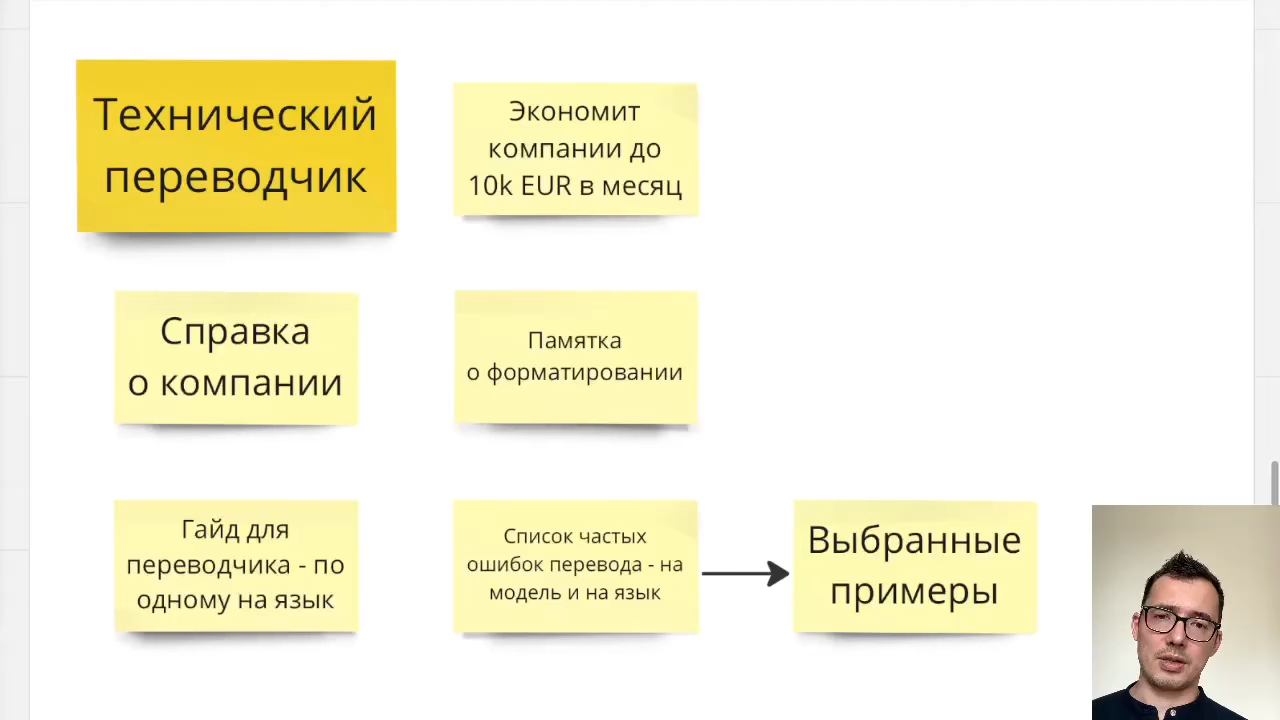 Технический
переводчик
Экономит
компании до
10k EUR в месяц
Справка
о компании
Памятка
о форматировании
Гайд для
переводчика - по
одному на язык
Список частых
ошибок перевода - на
модель и на язык
Выбранные
примеры